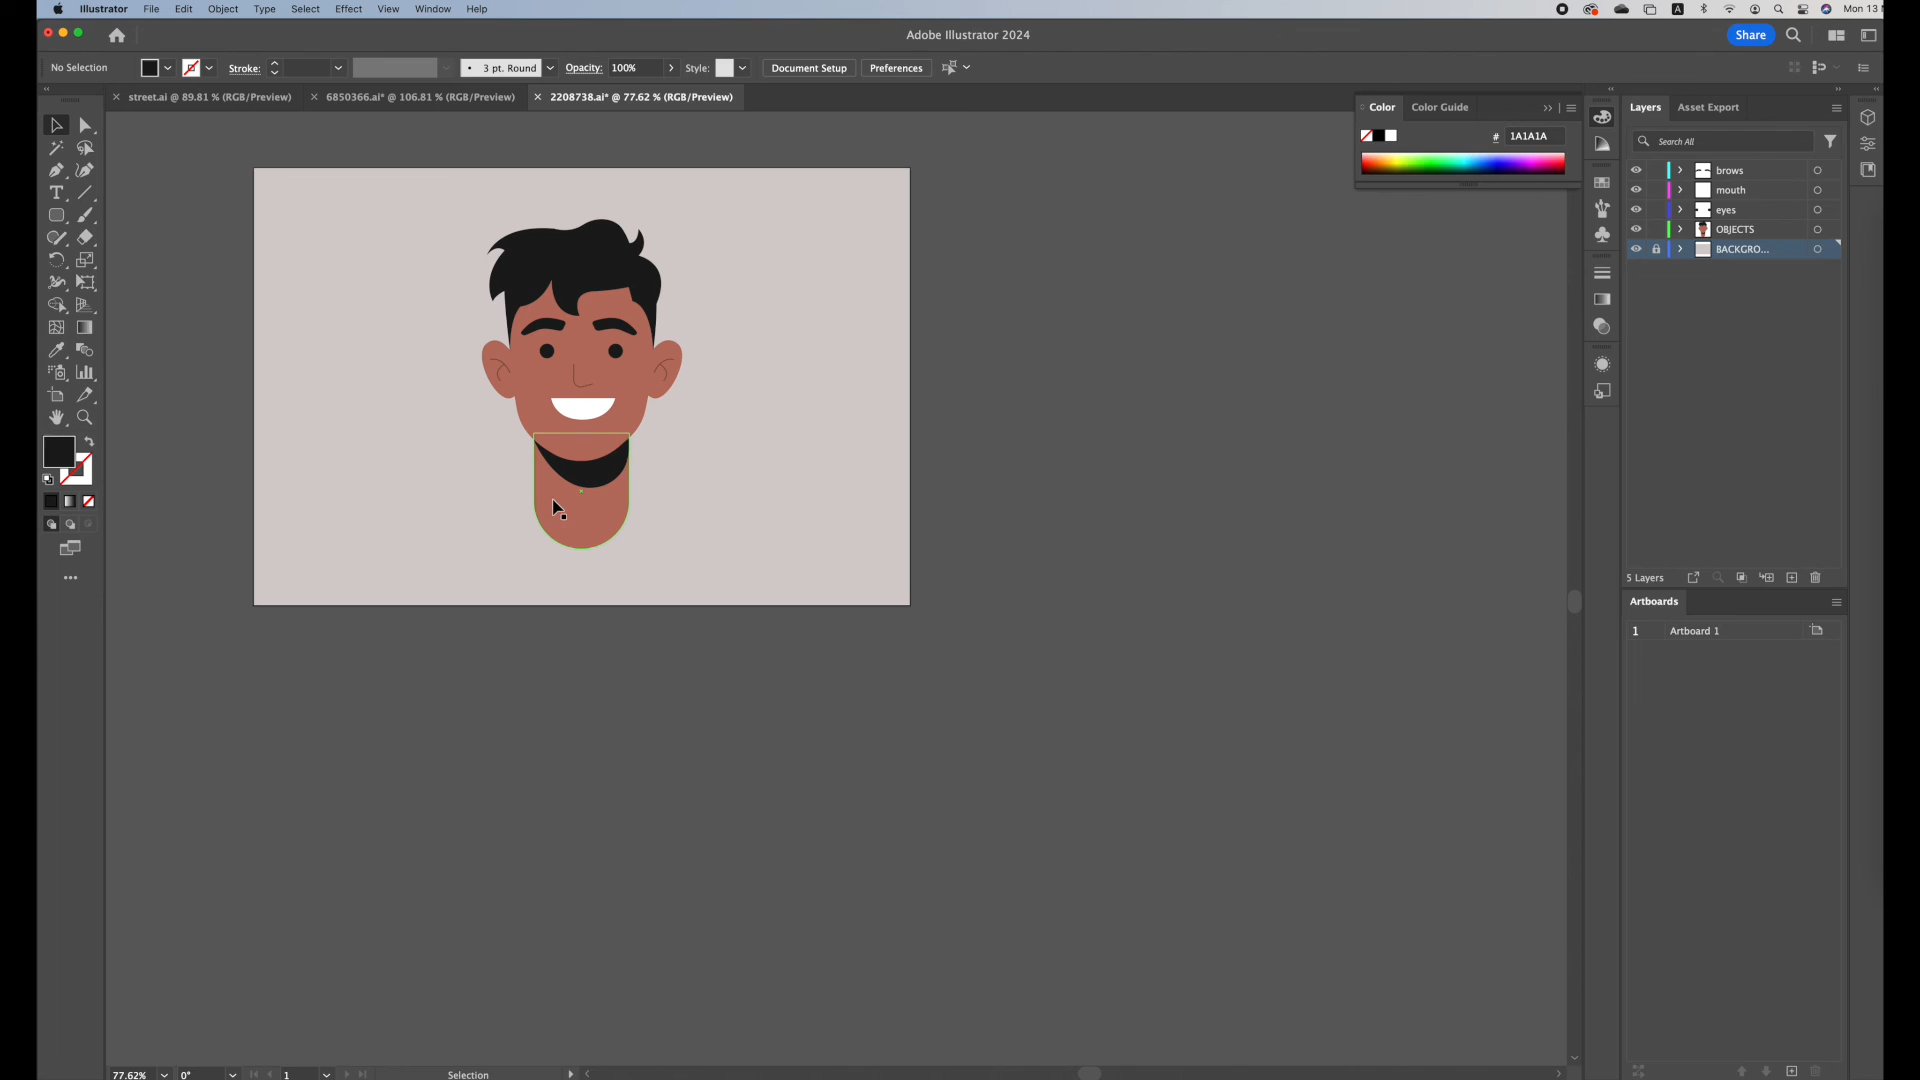 Illustrator File Edit Object Type Select Effect View Window Help A Mon 13
Adobe Illustrator 2024 Share
No Selection Stroke: 3 pt. Round Opacity: 100% Style: Document Setup Preferences
street.ai @ 89.81 % (RGB/Preview) 6850366.ai* @ 106.81 % (RGB/Preview) 2208738.ai* @ 77.62 % (RGB/Preview)
Color Color Guide
# 1A1A1A
Layers Asset Export
Search All
brows
mouth
eyes
OBJECTS
BACKGRO...
5 Layers
Artboards
1 Artboard 1
77.62% 0° 1 Selection